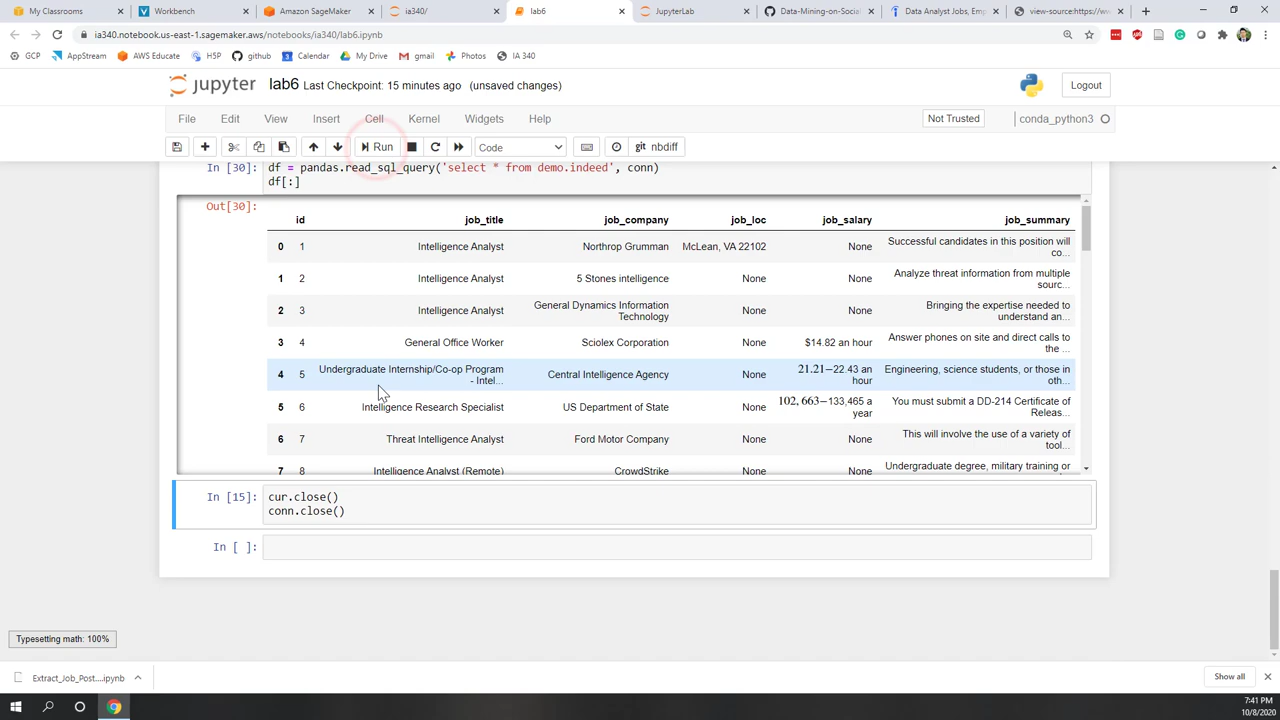 My Classrooms
Workbench
Amazon SageMaker
ia340/
lab6
JupyterLab
Data-Mining-on-Social
Data Analyst Jobs, Emp
view-source:https://ww
ia340.notebook.us-east-1.sagemaker.aws/notebooks/ia340/lab6.ipynb
GCP
AppStream
AWS Educate
H5P
github
Calendar
My Drive
gmail
Photos
IA 340
jupyter lab6 Last Checkpoint: 15 minutes ago (unsaved changes)
Logout
File Edit View Insert Cell Kernel Widgets Help
Not Trusted
conda_python3
Run
Code
nbdiff
In [30]: df = pandas.read_sql_query('select * from demo.indeed', conn)
df[:]
Out[30]:
id job_title job_company job_loc job_salary job_summary
0 1 Intelligence Analyst Northrop Grumman McLean, VA 22102 None Successful candidates in this position will co...
1 2 Intelligence Analyst 5 Stones intelligence None None Analyze threat information from multiple sourc...
2 3 Intelligence Analyst General Dynamics Information Technology None None Bringing the expertise needed to understand an...
3 4 General Office Worker Sciolex Corporation None $14.82 an hour Answer phones on site and direct calls to the ...
4 5 Undergraduate Internship/Co-op Program - Intel... Central Intelligence Agency None 21.21−22.43 an hour Engineering, science students, or those in oth...
5 6 Intelligence Research Specialist US Department of State None 102,663−133,465 a year You must submit a DD-214 Certificate of Releas...
6 7 Threat Intelligence Analyst Ford Motor Company None None This will involve the use of a variety of tool...
7 8 Intelligence Analyst (Remote) CrowdStrike None None Undergraduate degree, military training or
In [15]: cur.close()
conn.close()
In [ ]:
Typesetting math: 100%
Extract_Job_Post....ipynb
Show all
7:41 PM
10/8/2020